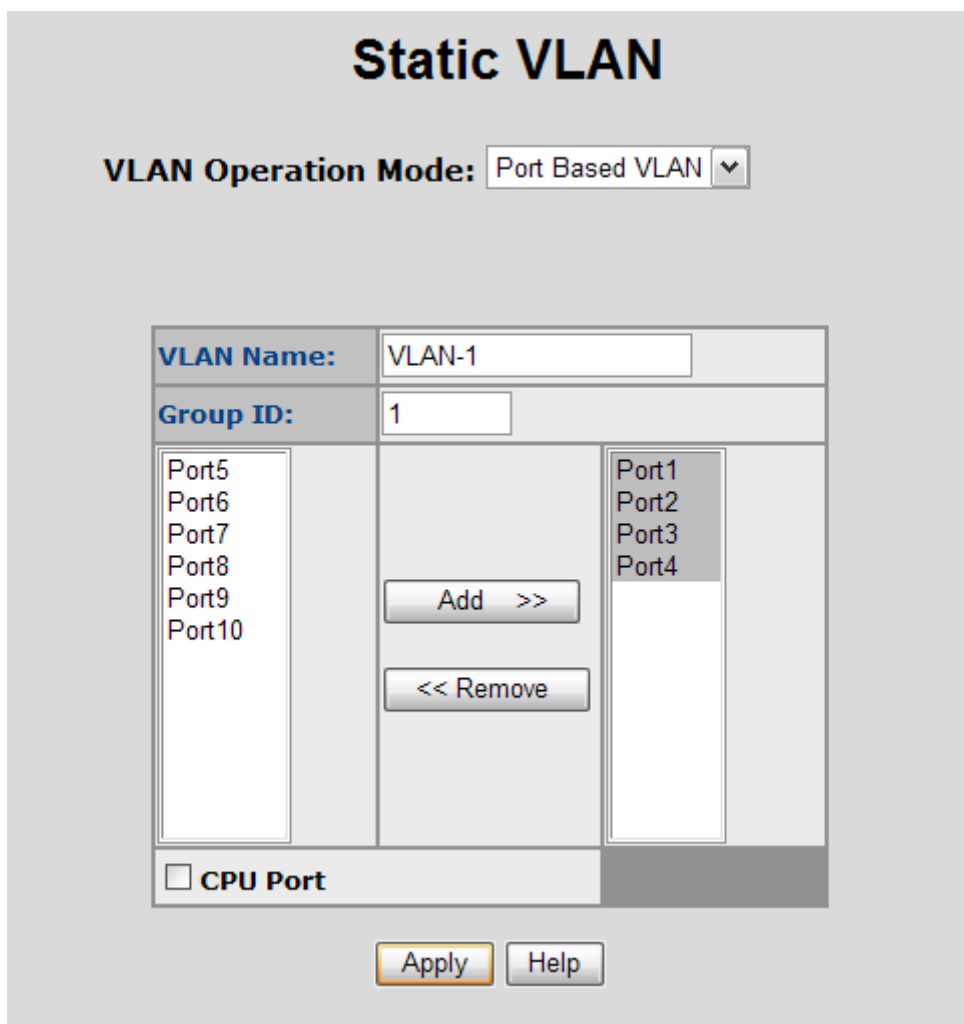 Static VLAN
VLAN Operation Mode: Port Based VLAN
VLAN Name: VLAN-1
Group ID: 1
Port5
Port6
Port7
Port8
Port9
Port10
Add >>
<< Remove
Port1
Port2
Port3
Port4
CPU Port
Apply Help